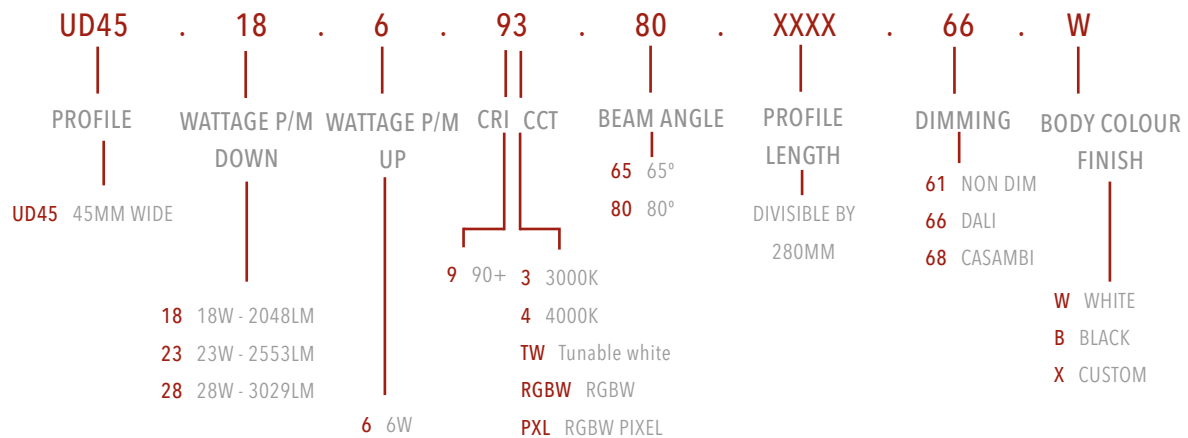 UD45 . 18 . 6 . 93 . 80 . XXXX . 66 . W
PROFILE
WATTAGE P/M
DOWN
WATTAGE P/M
UP
CRI CCT
BEAM ANGLE
PROFILE
LENGTH
DIMMING
BODY COLOUR
FINISH
UD45 45MM WIDE
18 18W - 2048LM
23 23W - 2553LM
28 28W - 3029LM
6 6W
9 90+
3 3000K
4 4000K
TW Tunable white
RGBW RGBW
PXL RGBW PIXEL
65 65º
80 80º
DIVISIBLE BY
280MM
61 NON DIM
66 DALI
68 CASAMBI
W WHITE
B BLACK
X CUSTOM